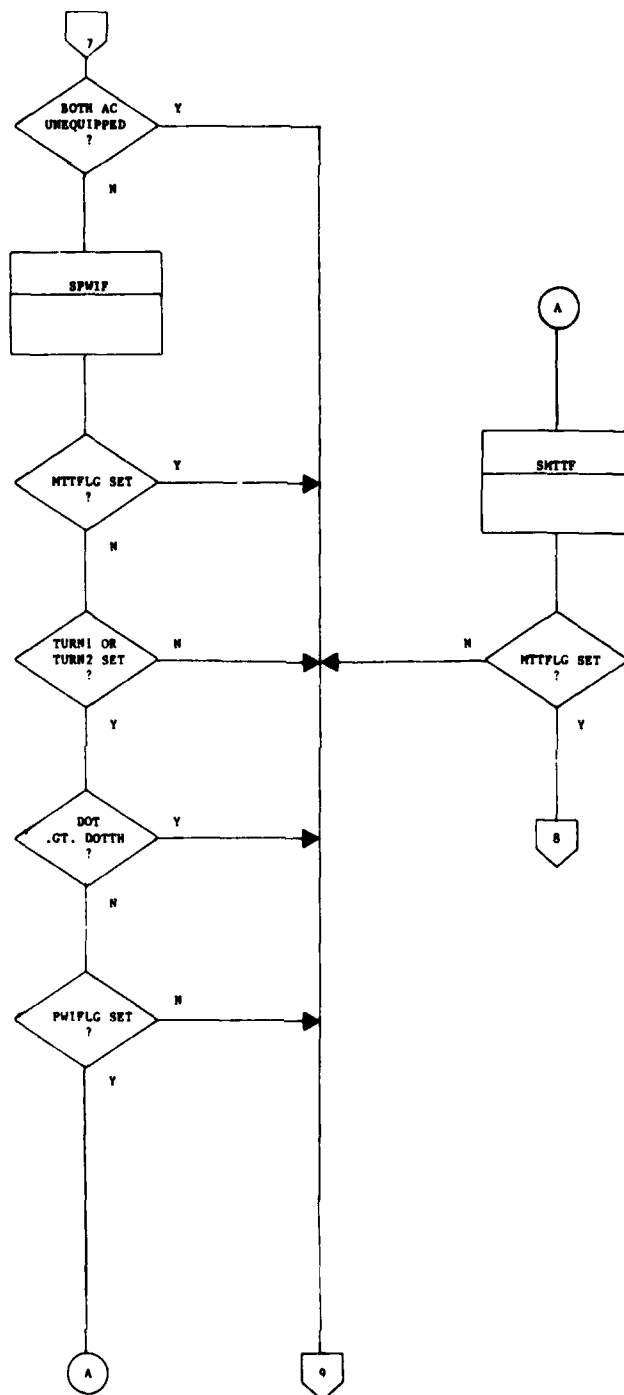 7
BOTH AC
UNEQUIPPED
?
Y
N
SPWIF
MTTFLG SET
?
Y
N
TURN1 OR
TURN2 SET
?
N
Y
DOT
.GT. DOTTH
?
Y
N
PWIFLG SET
?
N
Y
A
9
A
SMTTF
MTTFLG SET
?
N
Y
8